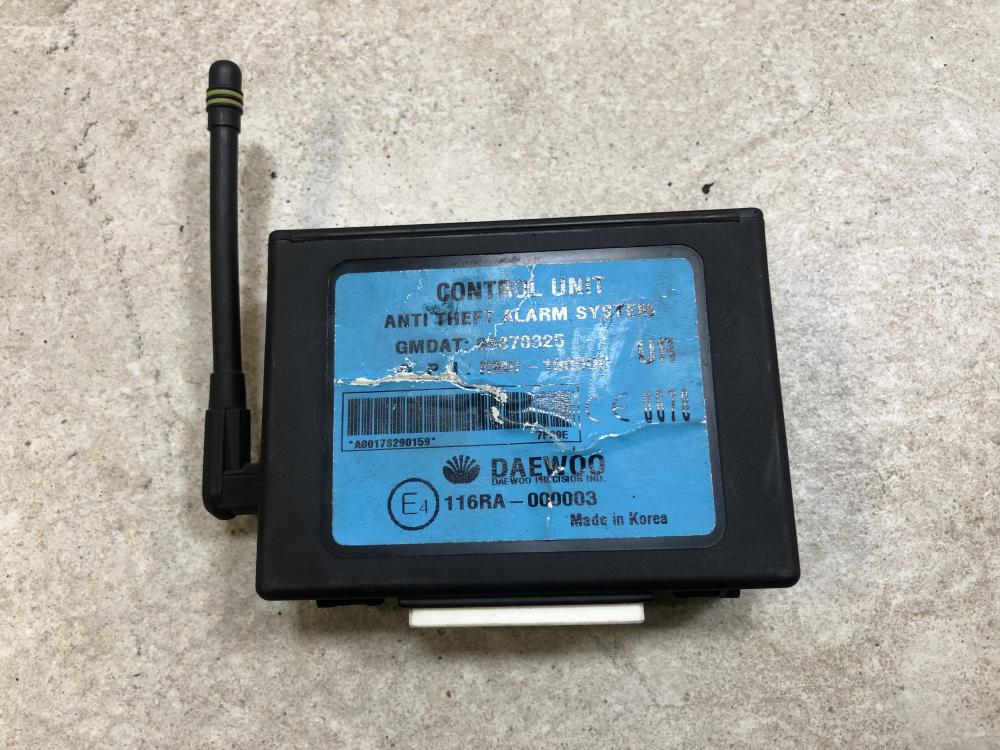 CONTROL UNIT
ANTI THEFT ALARM SYSTEM
GMDAT:
UR
CE
*A00175290159*
DAEWOO
DAEWOO PRECISION IND.
E4 116RA-000003
Made in Korea